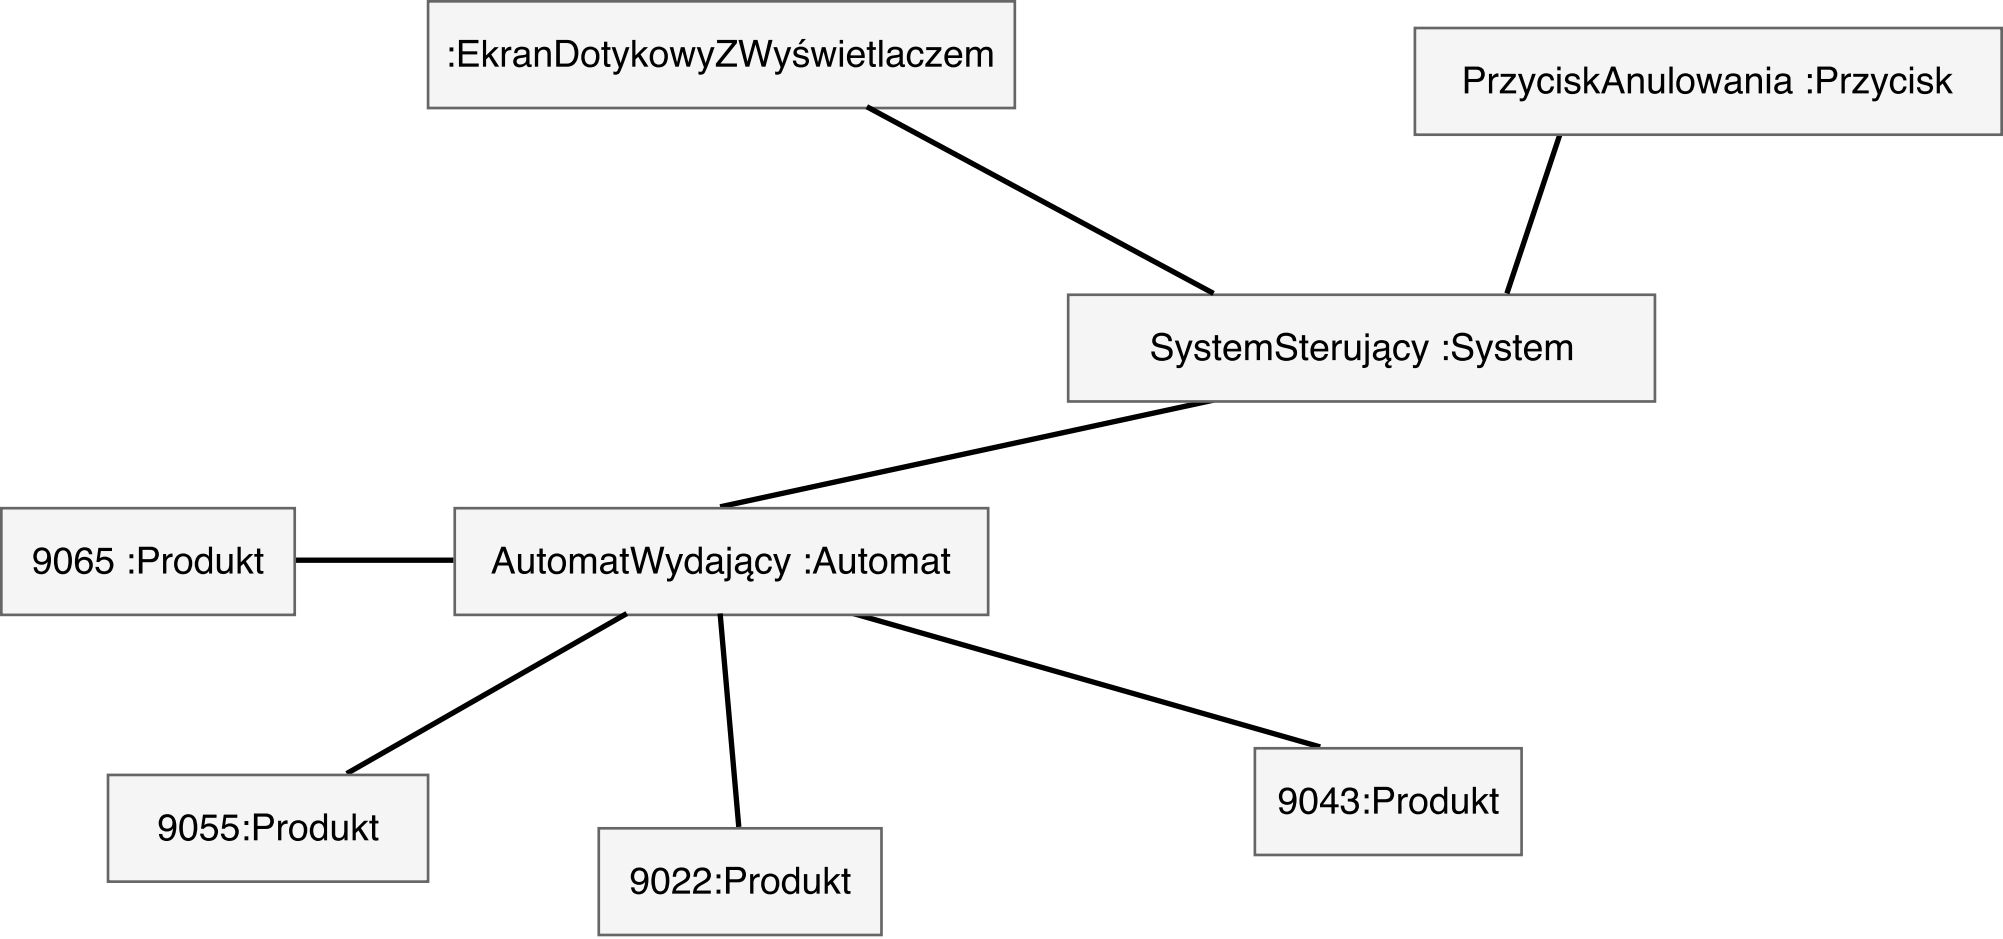 :EkranDotykowyZWyświetlaczem
PrzyciskAnulowania :Przycisk
SystemSterujący :System
9065 :Produkt
AutomatWydający :Automat
9055:Produkt
9022:Produkt
9043:Produkt